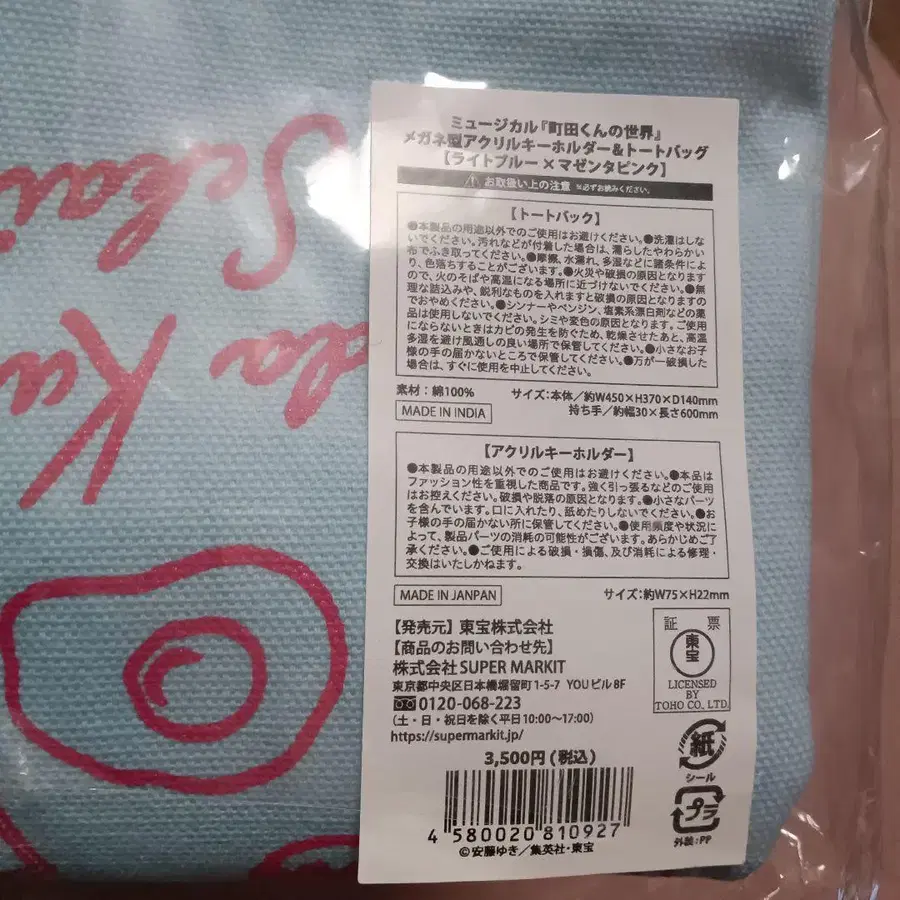 Sekai
da Ka
ミュージカル『町田くんの世界』
メガネ型アクリルキーホルダー&トートバッグ
【ライトブルー×マゼンタピンク】
お取扱い上の注意 ※必ずお読みください。
【トートバック】
●本製品の用途以外でのご使用はお避けください。●洗濯はしな
いでください。汚れなどが付着した場合は、濡らしたやわらかい
布でふき取ってください。●摩擦、水濡れ、多湿などに諸条件によ
り、色落ちすることがございます。●火災や破損の原因となります
ので、火のそばや高温になる場所に近づけないでください。●無
理な詰込みや、鋭利なものを入れますと破損の原因となりますの
でおやめください。●シンナーやベンジン、塩素系漂白剤などの薬
品は使用しないでください。シミや変色の原因となります。ご使用
にならないときはカビの発生を防ぐため、乾燥させたあと、高温
多湿を避け風通しの良い場所で保管してください。●小さなお子
様の手の届かないところで保管してください。●万が一破損した
場合は、すぐに使用を中止してください。
素材：綿100% サイズ：本体／約W450×H370×D140mm
MADE IN INDIA 持ち手／約幅30×長さ600mm
【アクリルキーホルダー】
●本製品の用途以外でのご使用はお避けください。●本品は
ファッション性を重視した商品です。強く引っ張るなどのご使用
はお控えください。破損や脱落の原因となります。●小さなパーツ
を含んでいます。口に入れたり、舐めたりしないでください。●お
子様の手の届かない所に保管してください。●使用頻度や状況に
よって、製品パーツの消耗の可能性がございます。あらかじめご了
承ください。●ご使用による破損・損傷、及び消耗による修理・
交換はいたしかねます。
MADE IN JANPAN サイズ：約W75×H22mm
【発売元】東宝株式会社
【商品のお問い合わせ先】
株式会社SUPER MARKIT
東京都中央区日本橋堀留町1-5-7 YOUビル8F
0120-068-223
（土・日・祝日を除く平日10:00〜17:00）
https://supermarkit.jp/
証 票
東宝
LICENSED
BY
TOHO CO., LTD.
3,500円（税込）
紙
シール
プラ
外装：PP
4 580020 810927
©安藤ゆき／集英社・東宝